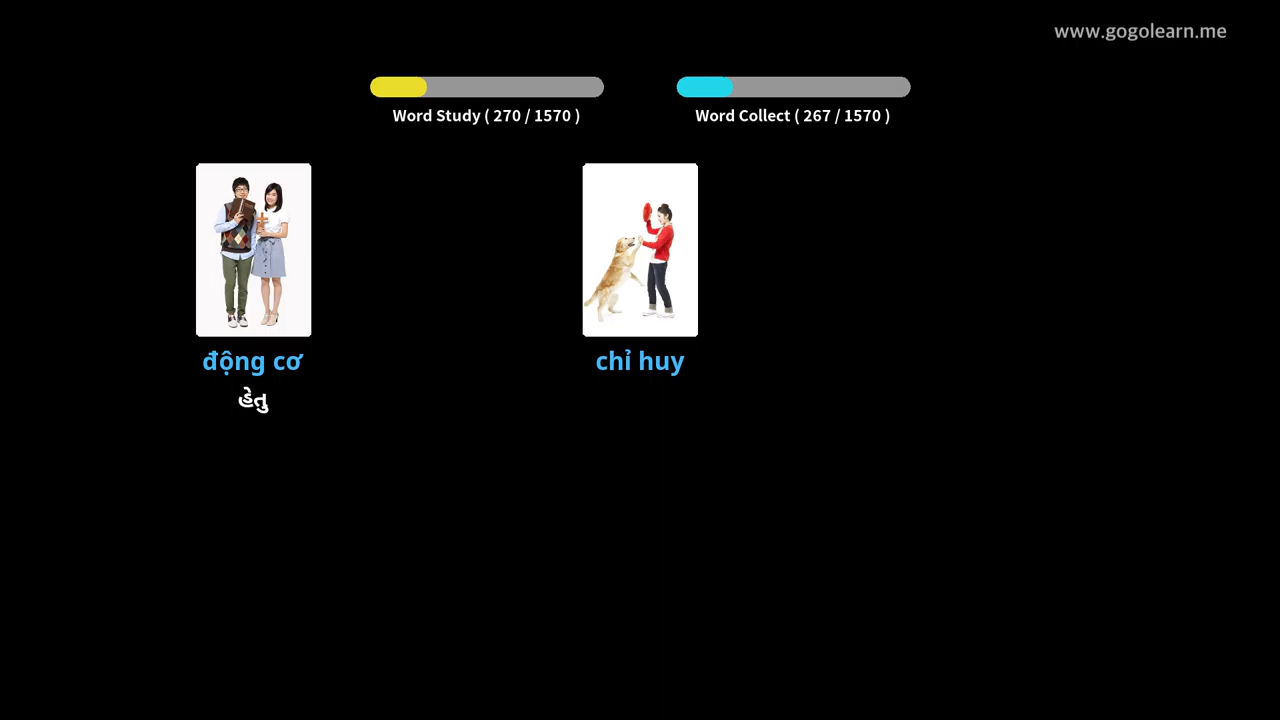 www.gogolearn.me
Word Study ( 270 / 1570 )
Word Collect ( 267 / 1570 )
động cơ
chỉ huy
હેતુ